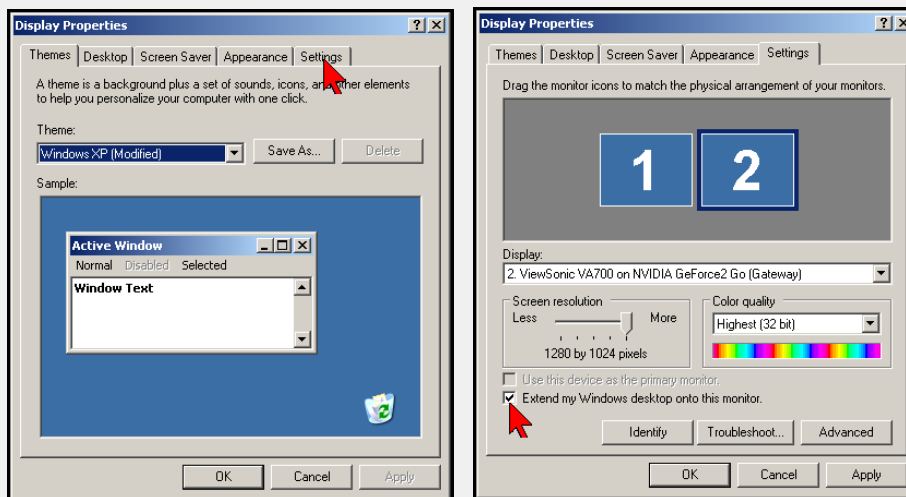 Display Properties
Themes Desktop Screen Saver Appearance Settings
A theme is a background plus a set of sounds, icons, and other elements
to help you personalize your computer with one click.
Theme:
Windows XP (Modified) Save As... Delete
Sample:
Active Window
Normal Disabled Selected
Window Text
OK Cancel Apply
Display Properties
Themes Desktop Screen Saver Appearance Settings
Drag the monitor icons to match the physical arrangement of your monitors.
1 2
Display:
2. ViewSonic VA700 on NVIDIA GeForce2 Go (Gateway)
Screen resolution
Less More
1280 by 1024 pixels
Color quality
Highest (32 bit)
Use this device as the primary monitor.
Extend my Windows desktop onto this monitor.
Identify Troubleshoot... Advanced
OK Cancel Apply